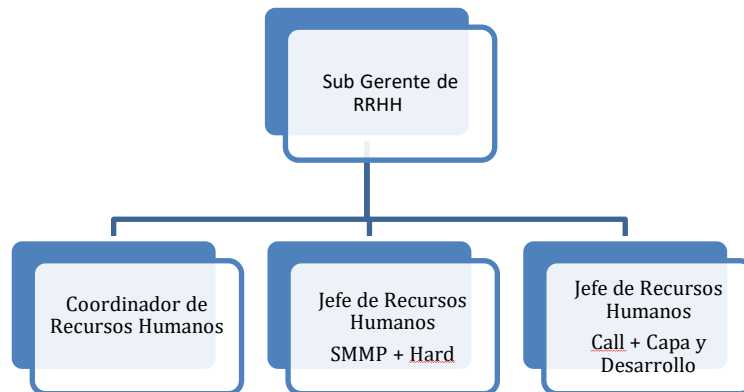 Sub Gerente de
RRHH
Coordinador de
Recursos Humanos
Jefe de Recursos
Humanos
SMMP + Hard
Jefe de Recursos
Humanos
Call + Capa y
Desarrollo